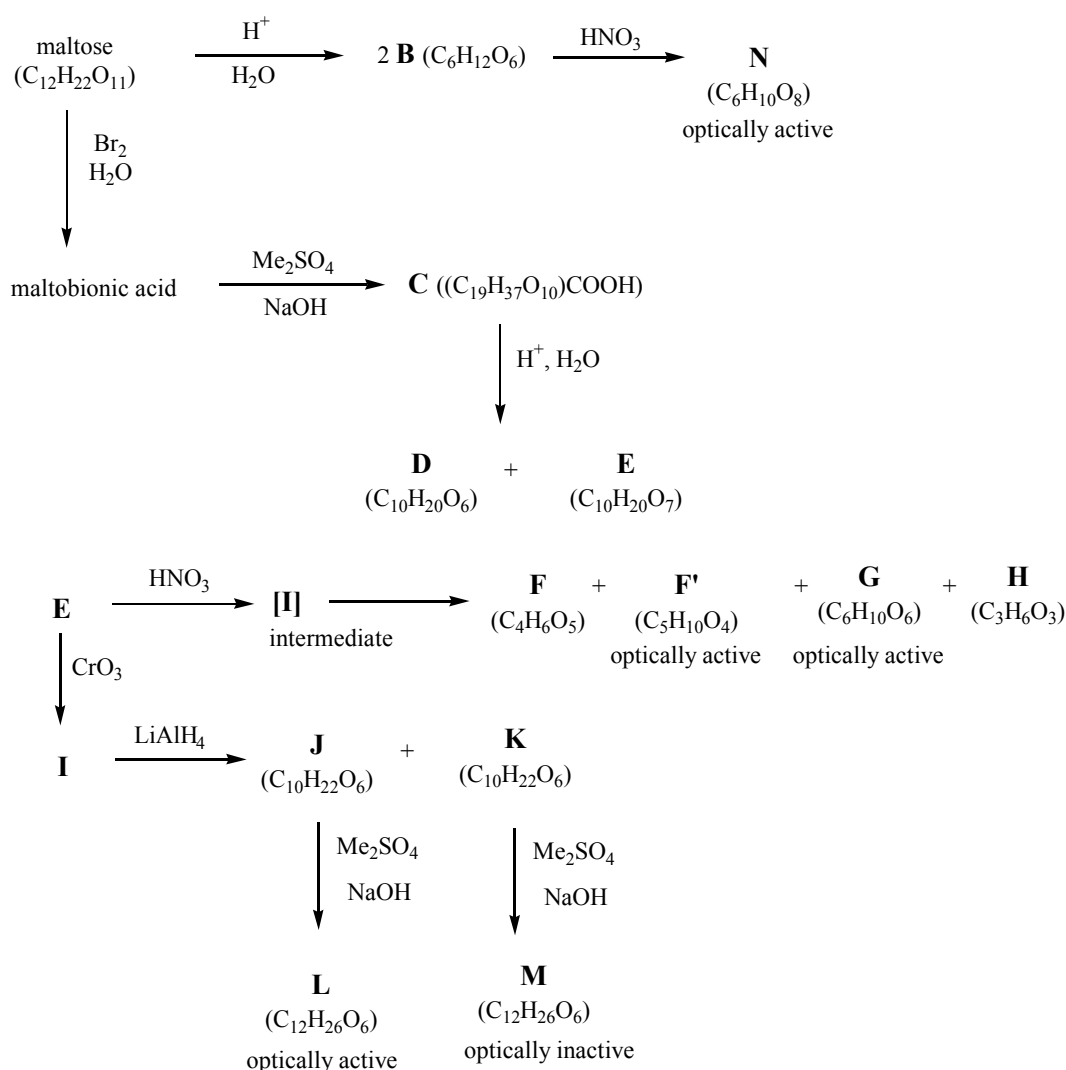 maltose
(C12H22O11)
H+
H2O
2 B (C6H12O6)
HNO3
N
(C6H10O8)
optically active
Br2
H2O
maltobionic acid
Me2SO4
NaOH
C ((C19H37O10)COOH)
H+, H2O
D
(C10H20O6)
+
E
(C10H20O7)
E
HNO3
[I]
intermediate
F
(C4H6O5)
+
F'
(C5H10O4)
optically active
+
G
(C6H10O6)
optically active
+
H
(C3H6O3)
CrO3
I
LiAlH4
J
(C10H22O6)
+
K
(C10H22O6)
Me2SO4
NaOH
Me2SO4
NaOH
L
(C12H26O6)
optically active
M
(C12H26O6)
optically inactive